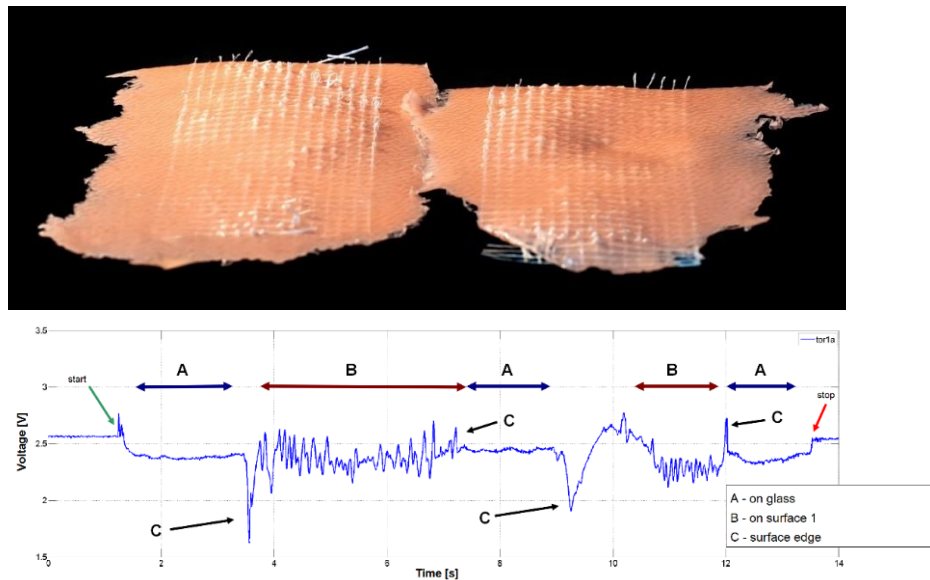 3.5
tor1a
A
B
A
B
A
start
stop
3
C
C
Voltage [V]
2.5
2
C
C
A - on glass
B - on surface 1
C - surface edge
1.5
0
2
4
6
8
10
12
14
Time [s]